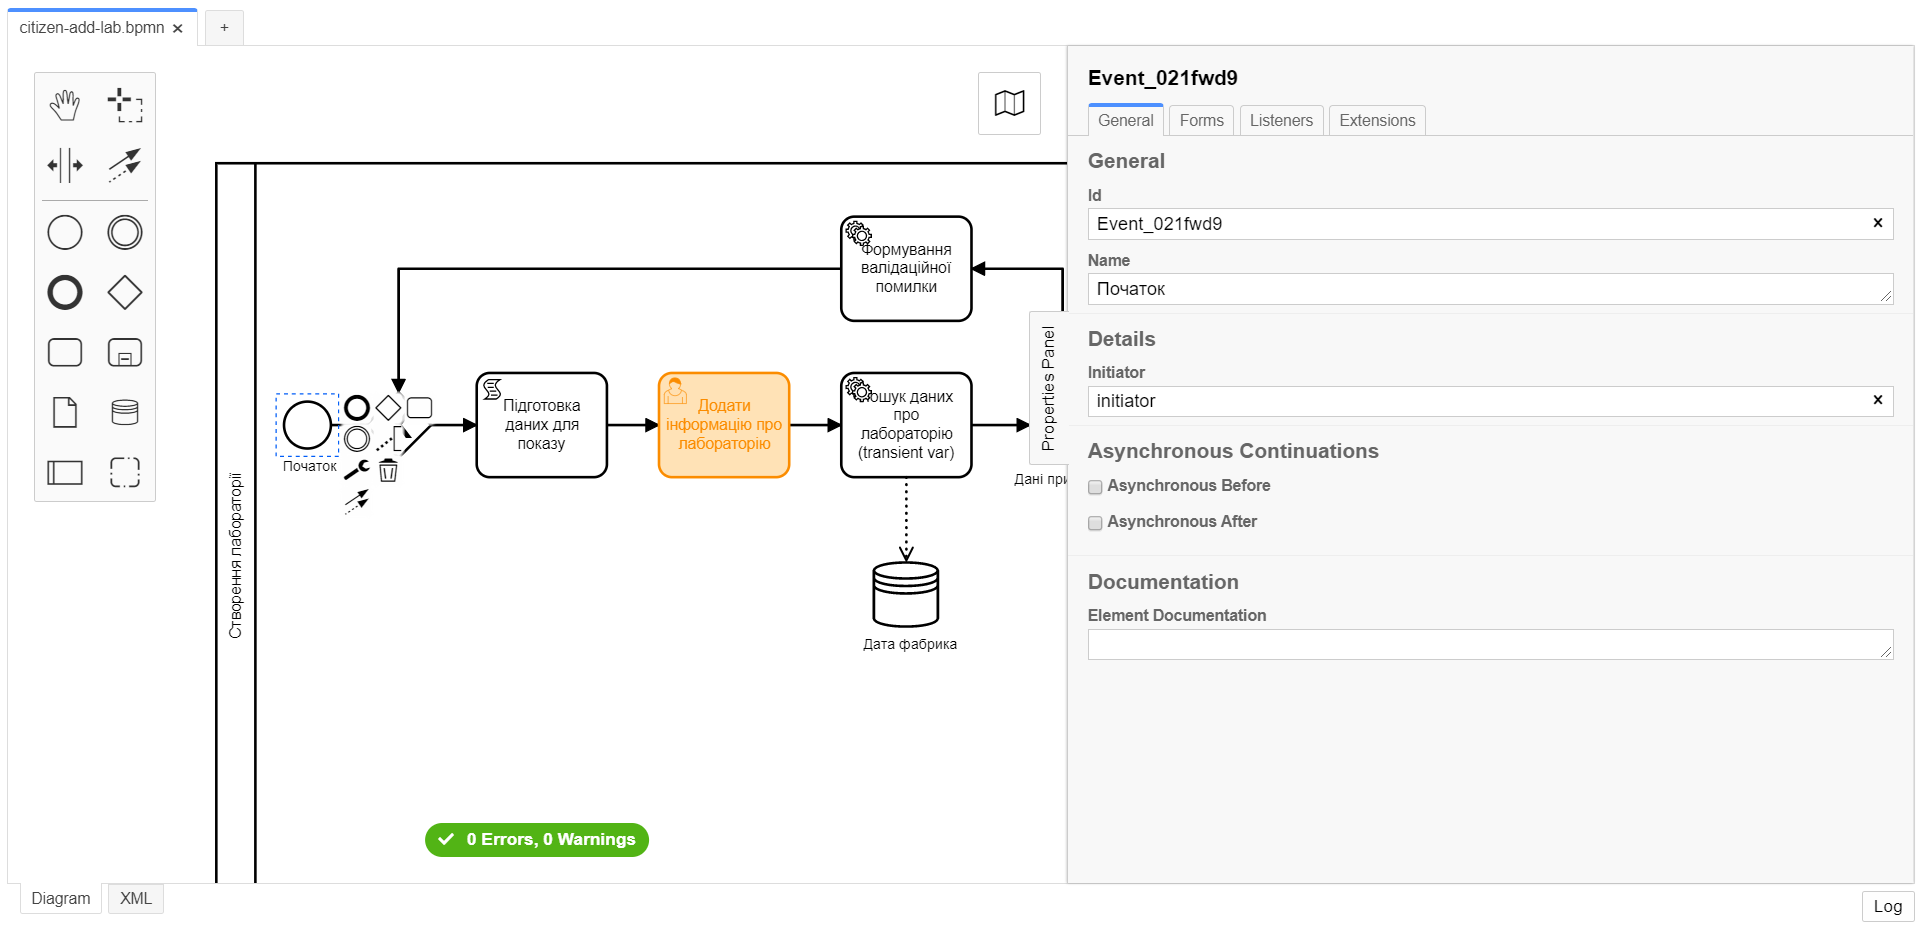 citizen-add-lab.bpmn ×
+
Створення лабораторії
Формування
валідаційної
помилки
Початок
Підготовка
даних для
показу
Додати
інформацію про
лабораторію
даних
про
лабораторію
(transient var)
Дані
Дата фабрика
0 Errors, 0 Warnings
Properties Panel
Event_021fwd9
General Forms Listeners Extensions
General
Id
Event_021fwd9 ×
Name
Початок
Details
Initiator
initiator ×
Asynchronous Continuations
Asynchronous Before
Asynchronous After
Documentation
Element Documentation
Diagram XML
Log